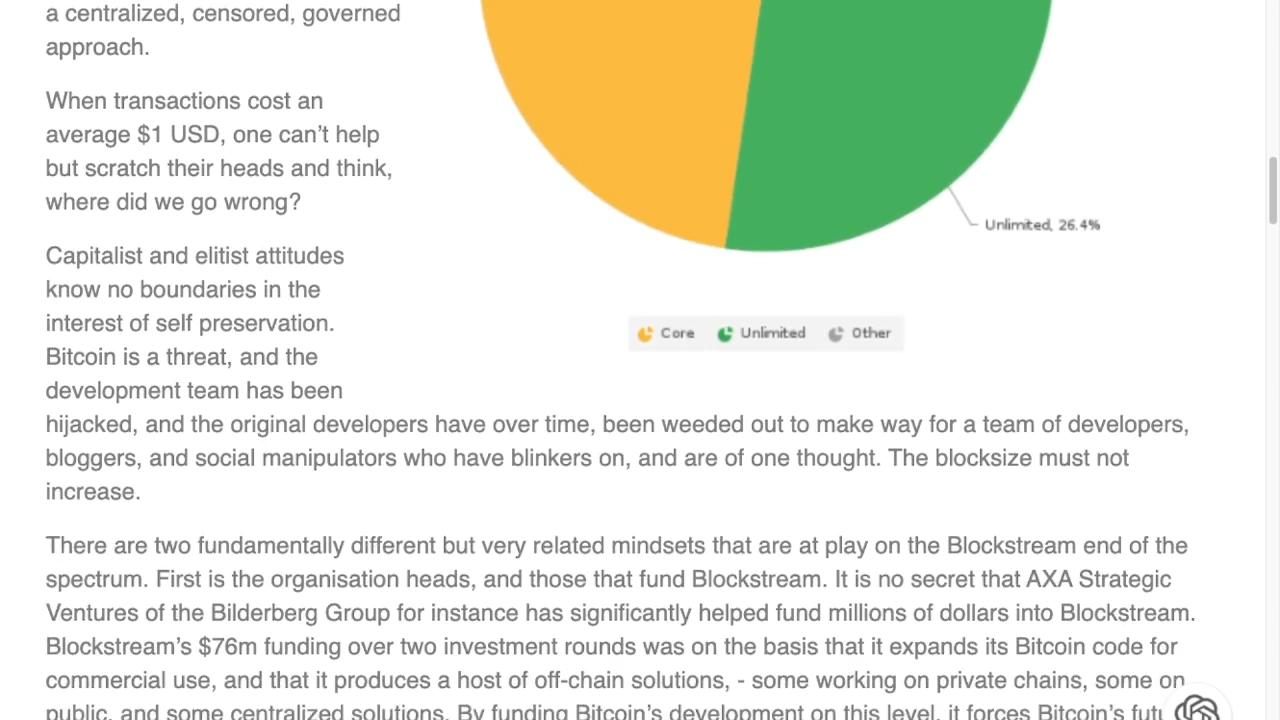 a centralized, censored, governed
approach.
When transactions cost an
average $1 USD, one can’t help
but scratch their heads and think,
where did we go wrong?
Unlimited, 26.4%
Capitalist and elitist attitudes
know no boundaries in the
interest of self preservation.
Bitcoin is a threat, and the
development team has been
Core Unlimited Other
hijacked, and the original developers have over time, been weeded out to make way for a team of developers,
bloggers, and social manipulators who have blinkers on, and are of one thought. The blocksize must not
increase.
There are two fundamentally different but very related mindsets that are at play on the Blockstream end of the
spectrum. First is the organisation heads, and those that fund Blockstream. It is no secret that AXA Strategic
Ventures of the Bilderberg Group for instance has significantly helped fund millions of dollars into Blockstream.
Blockstream’s $76m funding over two investment rounds was on the basis that it expands its Bitcoin code for
commercial use, and that it produces a host of off-chain solutions, - some working on private chains, some on
public, and some centralized solutions. By funding Bitcoin’s development on this level, it forces Bitcoin’s